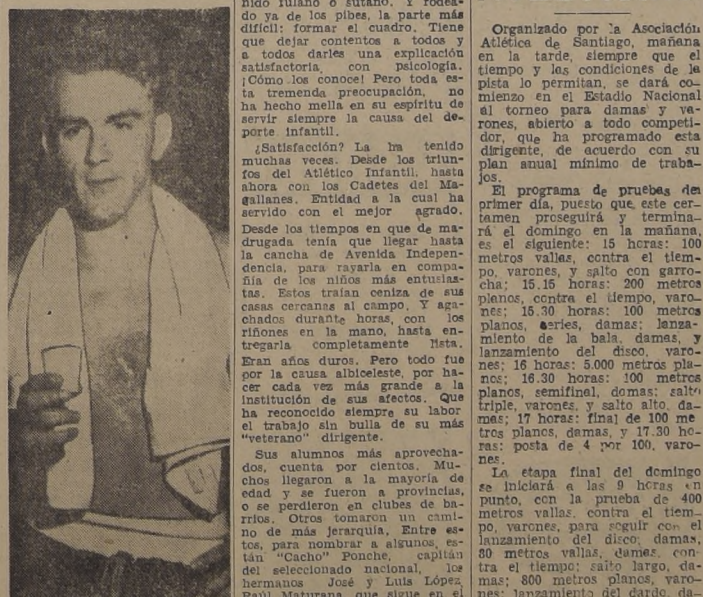 nido fulano o sutano. Y rodea-
do ya de los pibes, la parte más
difícil: formar el cuadro. Tiene
que dejar contentos a todos y
a todos darles una explicación
satisfactoria con psicología.
¡Cómo los conoce! Pero toda es-
ta tremenda preocupación, no
ha hecho mella en su espíritu de
servir siempre la causa del de-
porte infantil.
¿Satisfacción? La ha tenido
muchas veces. Desde los triun-
fos del Atlético Infantil, hasta
ahora con los Cadetes del Ma-
gallanes. Entidad a la cual ha
servido con el mejor agrado.
Desde los tiempos en que de ma-
drugada tenía que llegar hasta
la cancha de Avenida Indepen-
dencia, para rayarla en compa-
ñía de los niños más entusias-
tas. Estos traían ceniza de sus
casas cercanas al campo. Y aga-
chados durante horas, con los
riñones en la mano, hasta en-
tregarla completamente lista.
Eran años duros. Pero todo fue
por la causa albiceleste, por ha-
cer cada vez más grande a la
institución de sus afectos. Que
ha reconocido siempre su labor
el trabajo sin bulla de su más
"veterano" dirigente.
Sus alumnos más aprovecha-
dos, cuenta por cientos. Mu-
chos llegaron a la mayoría de
edad y se fueron a provincias,
o se perdieron en clubes de ba-
rrios. Otros tomaron un cami-
no de más jerarquía. Entre es-
tos, para nombrar a algunos, es-
tán "Cacho" Ponche, capitán
del seleccionado nacional, los
hermanos José y Luis López
Raúl Maturana, que sigue en el
Organizado por la Asociación
Atlética de Santiago, mañana
en la tarde, siempre que el
tiempo y las condiciones de la
pista lo permitan, se dará co-
mienzo en el Estadio Nacional
al torneo para damas y va-
rones, abierto a todo competi-
dor, que ha programado esta
dirigente, de acuerdo con su
plan anual mínimo de traba-
jos.
El programa de pruebas del
primer día, puesto que este cer-
tamen proseguirá y termina-
rá el domingo en la mañana,
es el siguiente: 15 horas: 100
metros vallas, contra el tiem-
po, varones, y salto con garro-
cha; 15.15 horas: 200 metros
planos, contra el tiempo, varo-
nes; 15.30 horas: 100 metros
planos, series, damas; lanza-
miento de la bala, damas, y
lanzamiento del disco, varo-
nes; 16 horas: 5.000 metros pla-
nos; 16.30 horas: 100 metros
planos, semifinal, damas; salto
triple, varones, y salto alto, da-
mas; 17 horas: final de 100 me
tros planos, damas, y 17.30 ho-
ras: posta de 4 por 100, varo-
nes.
La etapa final del domingo
se iniciará a las 9 horas en
punto, con la prueba de 400
metros vallas, contra el tiem-
po, varones, para seguir con el
lanzamiento del disco, damas,
80 metros vallas, damas, con-
tra el tiempo; salto largo, da-
mas; 800 metros planos, varo-
nes; lanzamiento del dardo, da-